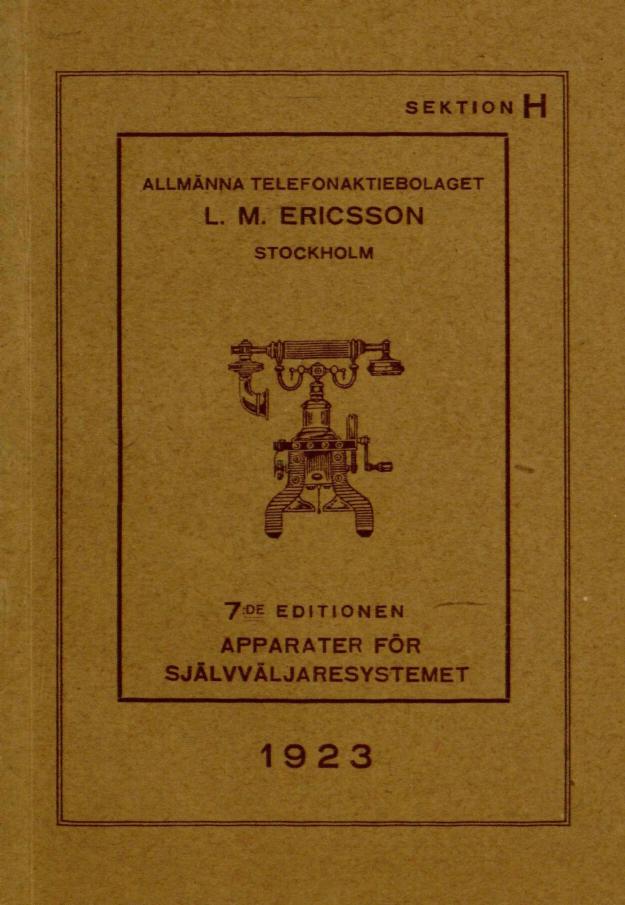 SEKTION H
ALLMÄNNA TELEFONAKTIEBOLAGET
L. M. ERICSSON
STOCKHOLM
7:DE EDITIONEN
APPARATER FÖR
SJÄLVVÄLJARESYSTEMET
1923